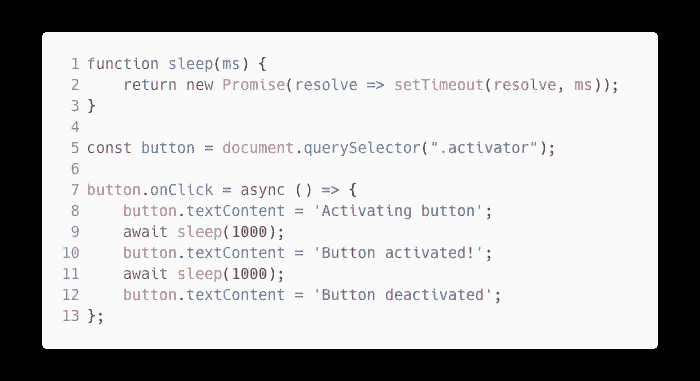 1 function sleep(ms) {
2     return new Promise(resolve => setTimeout(resolve, ms));
3 }
4
5 const button = document.querySelector(".activator");
6
7 button.onClick = async () => {
8     button.textContent = 'Activating button';
9     await sleep(1000);
10     button.textContent = 'Button activated!';
11     await sleep(1000);
12     button.textContent = 'Button deactivated';
13 };